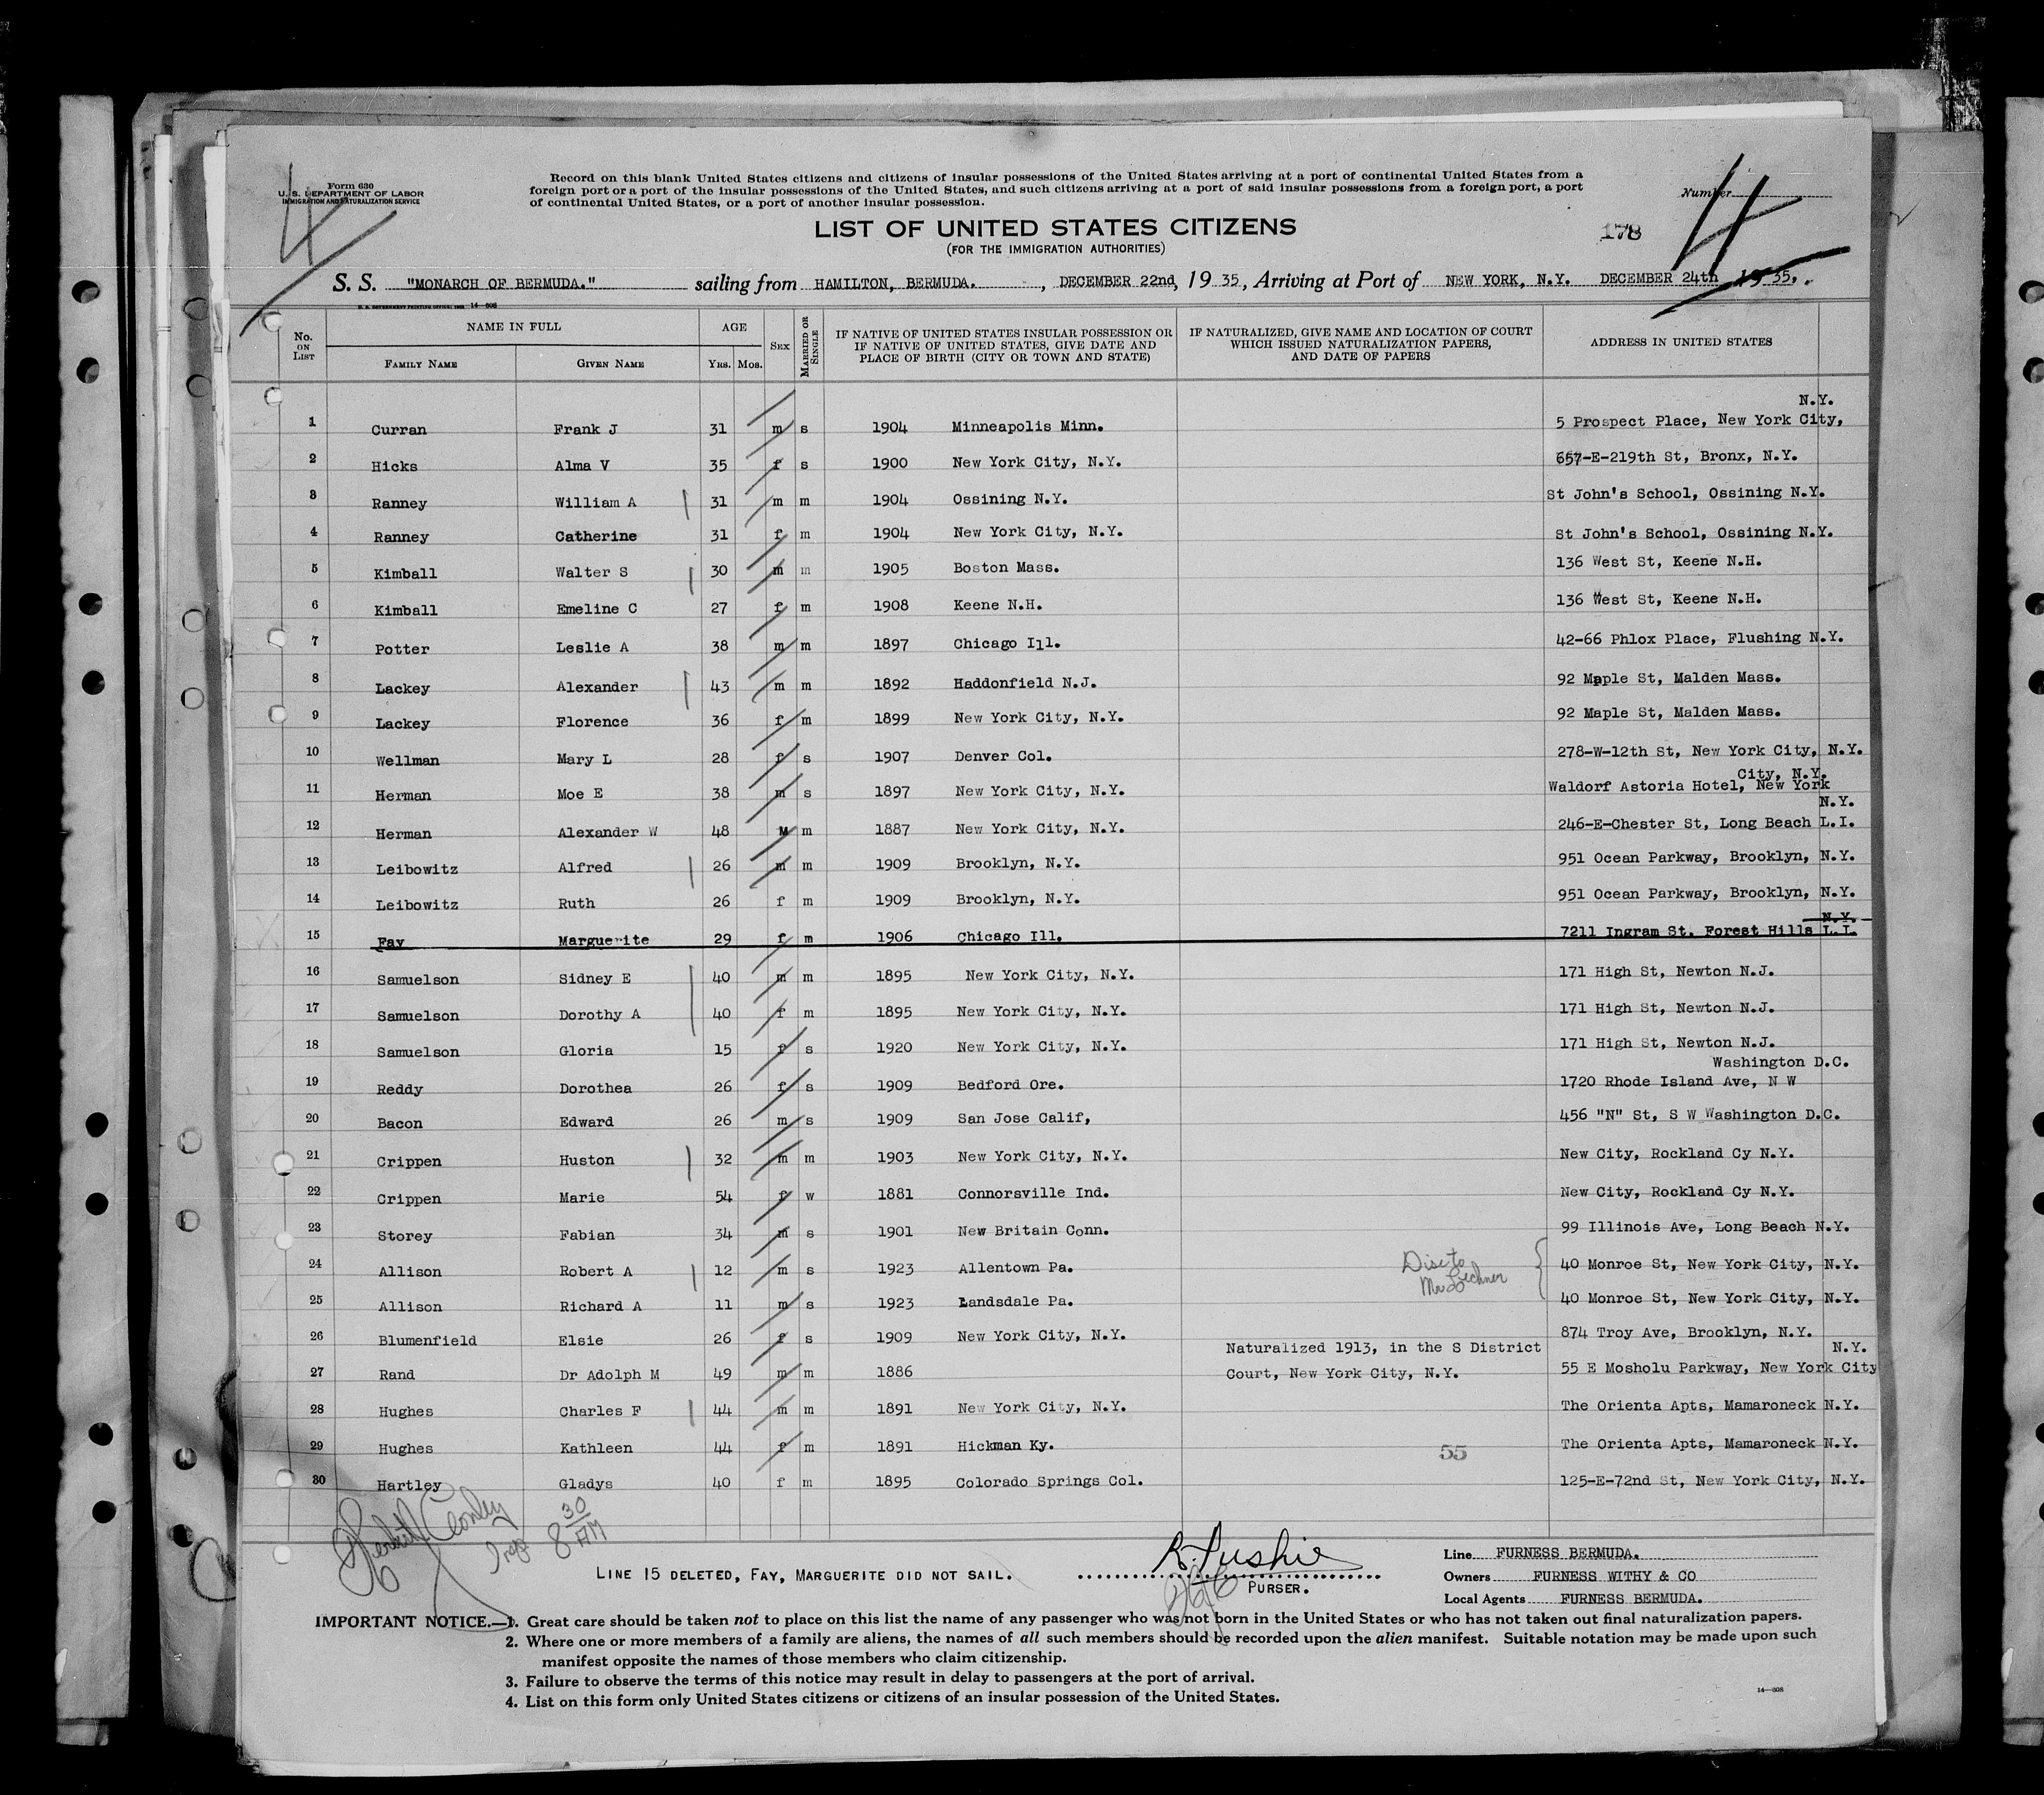 Form 630
U. S. DEPARTMENT OF LABOR
IMMIGRATION AND NATURALIZATION SERVICE
4
Record on this blank United States citizens and citizens of insular possessions of the United States arriving at a port of continental United States from a
foreign port or a port of the insular possessions of the United States, and such citizens arriving at a port of said insular possessions from a foreign port, a port
of continental United States, or a port of another insular possession.
Number
4
LIST OF UNITED STATES CITIZENS
(FOR THE IMMIGRATION AUTHORITIES)
178
S. S. "MONARCH OF BERMUDA." sailing from HAMILTON, BERMUDA. , DECEMBER 22nd, 19 35, Arriving at Port of NEW YORK, N.Y. DECEMBER 24th 19 35, .
No. ON LIST NAME IN FULL FAMILY NAME GIVEN NAME AGE YRS. MOS. SEX MARRIED OR SINGLE IF NATIVE OF UNITED STATES INSULAR POSSESSION OR IF NATIVE OF UNITED STATES, GIVE DATE AND PLACE OF BIRTH (CITY OR TOWN AND STATE) IF NATURALIZED, GIVE NAME AND LOCATION OF COURT WHICH ISSUED NATURALIZATION PAPERS, AND DATE OF PAPERS ADDRESS IN UNITED STATES
N.Y.
1 Curran Frank J 31 m s 1904 Minneapolis Minn. 5 Prospect Place, New York City,
2 Hicks Alma V 35 f s 1900 New York City, N.Y. 657-E-219th St, Bronx, N.Y.
3 Ranney William A 31 m m 1904 Ossining N.Y. St John's School, Ossining N.Y.
4 Ranney Catherine 31 f m 1904 New York City, N.Y. St John's School, Ossining N.Y.
5 Kimball Walter S 30 m m 1905 Boston Mass. 136 West St, Keene N.H.
6 Kimball Emeline C 27 f m 1908 Keene N.H. 136 West St, Keene N.H.
7 Potter Leslie A 38 m m 1897 Chicago Ill. 42-66 Phlox Place, Flushing N.Y.
8 Lackey Alexander 43 m m 1892 Haddonfield N.J. 92 Maple St, Malden Mass.
9 Lackey Florence 36 f m 1899 New York City, N.Y. 92 Maple St, Malden Mass.
10 Wellman Mary L 28 f s 1907 Denver Col. 278-W-12th St, New York City, N.Y.
City, N.Y.
11 Herman Moe E 38 m s 1897 New York City, N.Y. Waldorf Astoria Hotel, New York
N.Y.
12 Herman Alexander W 48 M m 1887 New York City, N.Y. 246-E-Chester St, Long Beach L.I.
13 Leibowitz Alfred 26 m m 1909 Brooklyn, N.Y. 951 Ocean Parkway, Brooklyn, N.Y.
14 Leibowitz Ruth 26 f m 1909 Brooklyn, N.Y. 951 Ocean Parkway, Brooklyn, N.Y.
N.Y.
15 Fay Marguerite 29 f m 1906 Chicago Ill. 7211 Ingram St. Forest Hills L.I.
16 Samuelson Sidney E 40 m m 1895 New York City, N.Y. 171 High St, Newton N.J.
17 Samuelson Dorothy A 40 f m 1895 New York City, N.Y. 171 High St, Newton N.J.
18 Samuelson Gloria 15 f s 1920 New York City, N.Y. 171 High St, Newton N.J.
Washington D.C.
19 Reddy Dorothea 26 f s 1909 Bedford Ore. 1720 Rhode Island Ave, N W
20 Bacon Edward 26 m s 1909 San Jose Calif, 456 "N" St, S W Washington D.C.
21 Crippen Huston 32 m m 1903 New York City, N.Y. New City, Rockland Cy N.Y.
22 Crippen Marie 54 f w 1881 Connorsville Ind. New City, Rockland Cy N.Y.
23 Storey Fabian 34 m s 1901 New Britain Conn. 99 Illinois Ave, Long Beach N.Y.
24 Allison Robert A 12 m s 1923 Allentown Pa. Disc to 40 Monroe St, New York City, N.Y.
Mr Lechner
25 Allison Richard A 11 m s 1923 Landsdale Pa. 40 Monroe St, New York City, N.Y.
26 Blumenfield Elsie 26 f s 1909 New York City, N.Y. 874 Troy Ave, Brooklyn, N.Y.
Naturalized 1913, in the S District N.Y.
27 Rand Dr Adolph M 49 m m 1886 Court, New York City, N.Y. 55 E Mosholu Parkway, New York City
28 Hughes Charles F 44 m m 1891 New York City, N.Y. The Orienta Apts, Mamaroneck N.Y.
29 Hughes Kathleen 44 f m 1891 Hickman Ky. 55 The Orienta Apts, Mamaroneck N.Y.
30 Hartley Gladys 40 f m 1895 Colorado Springs Col. 125-E-72nd St, New York City, N.Y.
8 30 AM
LINE 15 DELETED, FAY, MARGUERITE DID NOT SAIL.
PURSER.
Line FURNESS BERMUDA.
Owners FURNESS WITHY & CO
Local Agents FURNESS BERMUDA.
IMPORTANT NOTICE.—1. Great care should be taken not to place on this list the name of any passenger who was not born in the United States or who has not taken out final naturalization papers.
2. Where one or more members of a family are aliens, the names of all such members should be recorded upon the alien manifest. Suitable notation may be made upon such
manifest opposite the names of those members who claim citizenship.
3. Failure to observe the terms of this notice may result in delay to passengers at the port of arrival.
4. List on this form only United States citizens or citizens of an insular possession of the United States.
14—608